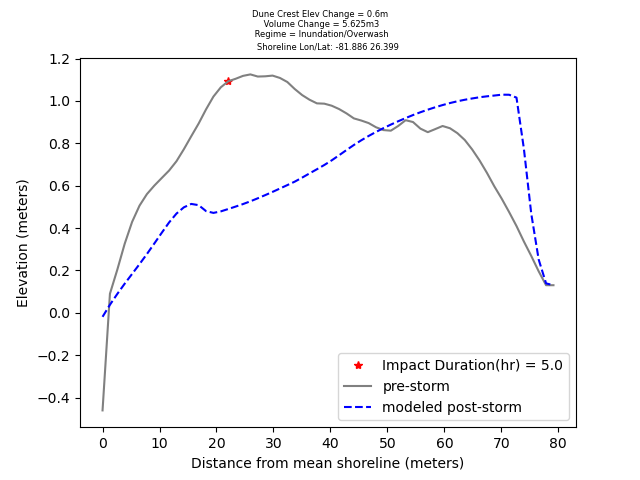 Dune Crest Elev Change = 0.6m
Volume Change = 5.625m3
Regime = Inundation/Overwash
Shoreline Lon/Lat: -81.886 26.399
1.2
1.0
0.8
0.6
0.4
0.2
0.0
−0.2
−0.4
Elevation (meters)
Impact Duration(hr) = 5.0
pre-storm
modeled post-storm
0 10 20 30 40 50 60 70 80
Distance from mean shoreline (meters)